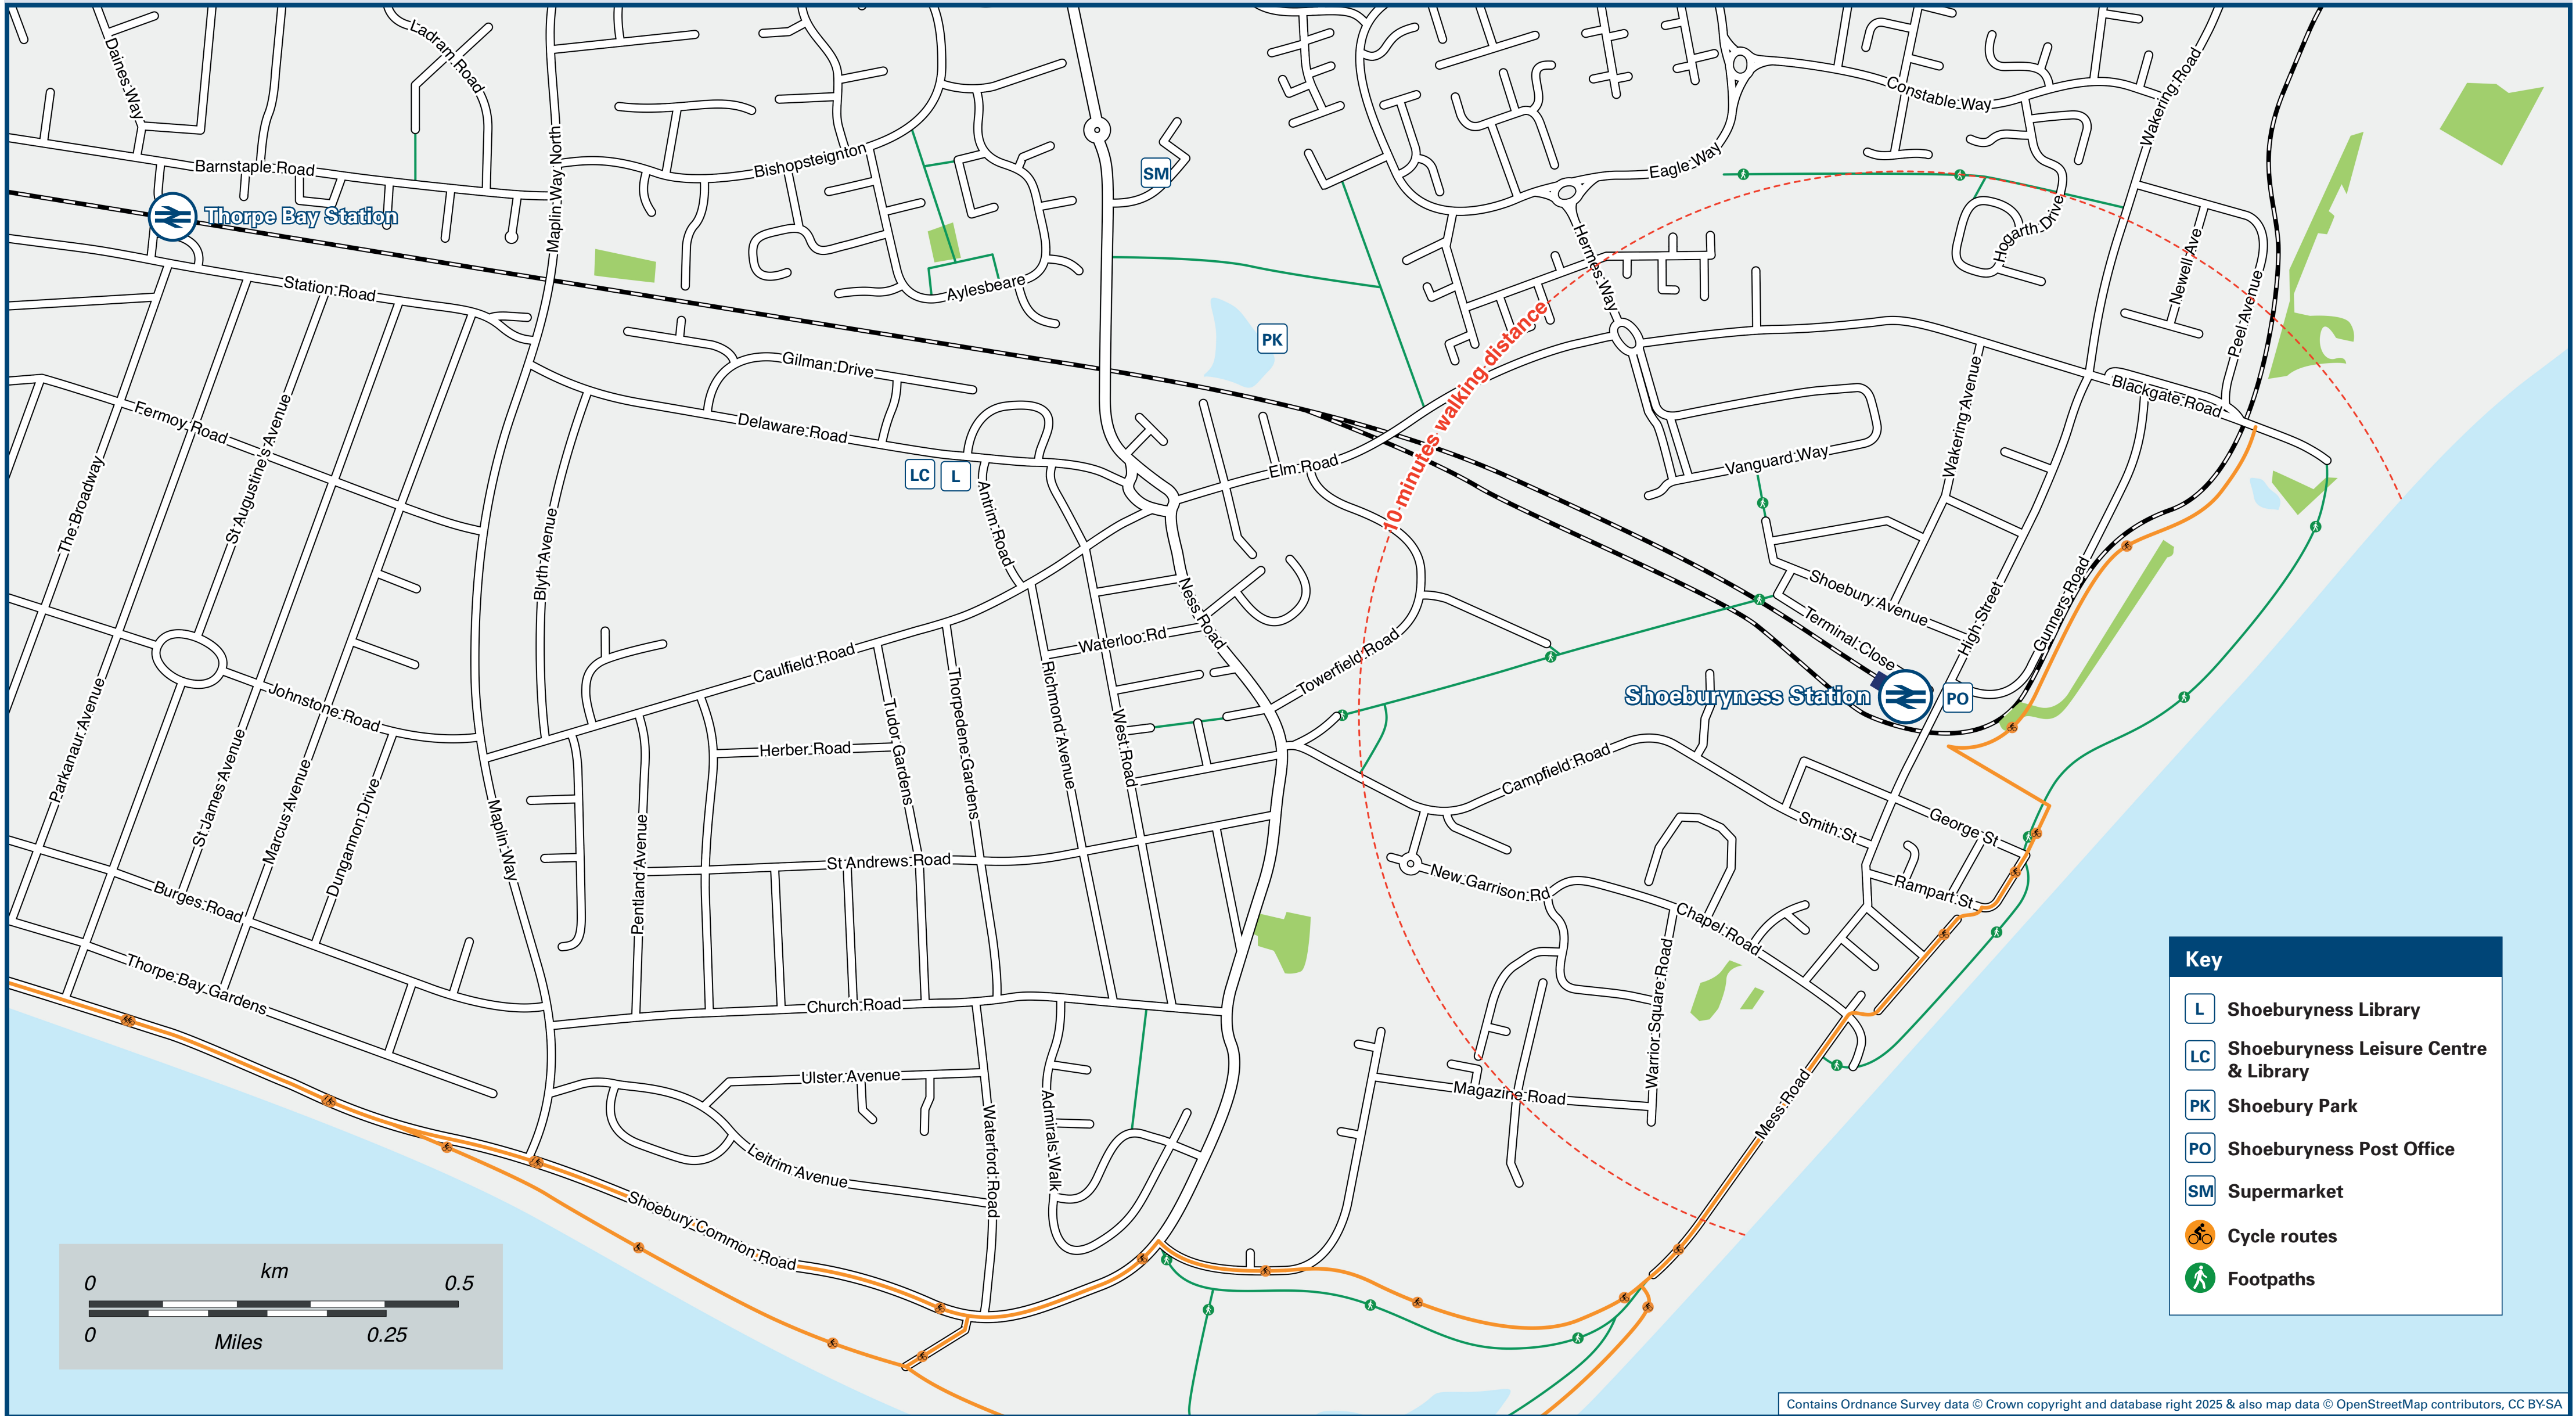 Daines Way
Ladram Road
Barnstaple Road
Maplin Way North
Bishopsteignton
SM
Constable Way
Wakering Road
Eagle Way
Thorpe Bay Station
Station Road
Aylesbeare
Hermes Way
Hogarth Drive
Newell Ave
Peel Avenue
PK
10 minutes walking distance
Gilman Drive
Delaware Road
Fermoy Road
St Augustine's Avenue
The Broadway
Blyth Avenue
LC
L
Antrim Road
Elm Road
Vanguard Way
Wakering Avenue
Blackgate Road
Ness Road
Waterloo Rd
Towerfield Road
Shoebury Avenue
Terminal Close
High Street
Gunners Road
Shoeburyness Station
PO
Caulfield Road
Johnstone Road
Parkanaur Avenue
St James Avenue
Marcus Avenue
Dungannon Drive
Maplin Way
Herber Road
Tudor Gardens
Thorpedene Gardens
Richmond Avenue
West Road
Campfield Road
Smith St
George St
Rampart St
Pentland Avenue
St Andrews Road
New Garrison Rd
Chapel Road
Warrior Square Road
Burges Road
Thorpe Bay Gardens
Church Road
Ulster Avenue
Leitrim Avenue
Waterford Road
Admirals Walk
Magazine Road
Mess Road
Shoebury Common Road
Key
L Shoeburyness Library
LC Shoeburyness Leisure Centre
& Library
PK Shoebury Park
PO Shoeburyness Post Office
SM Supermarket
Cycle routes
Footpaths
km
0 0.5
0 0.25
Miles
Contains Ordnance Survey data © Crown copyright and database right 2025 & also map data © OpenStreetMap contributors, CC BY-SA